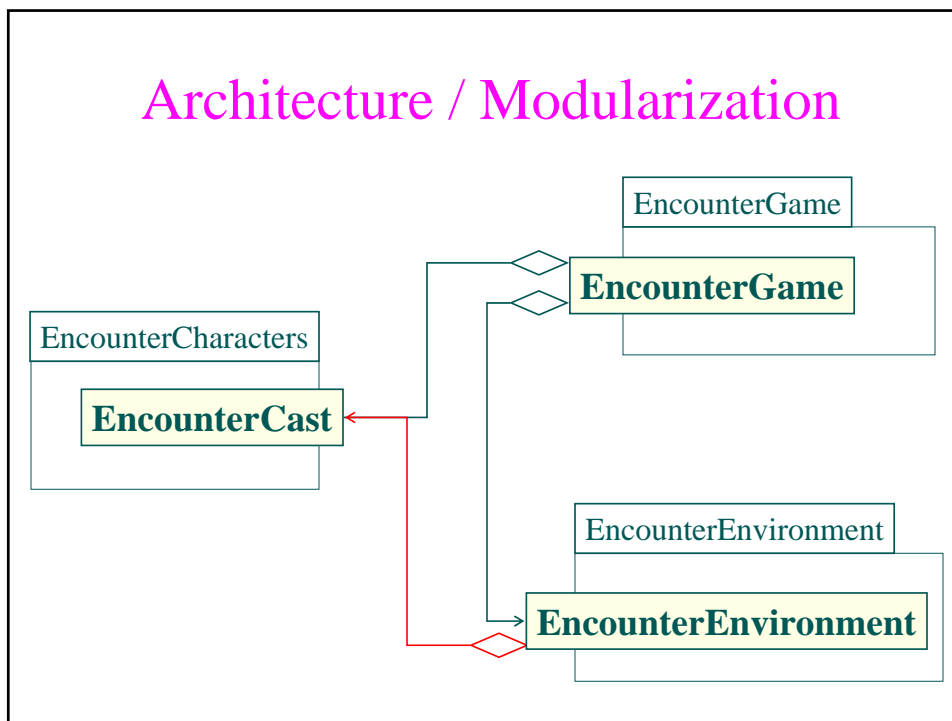 Architecture / Modularization
EncounterGame
EncounterGame
EncounterCharacters
EncounterCast
EncounterEnvironment
EncounterEnvironment